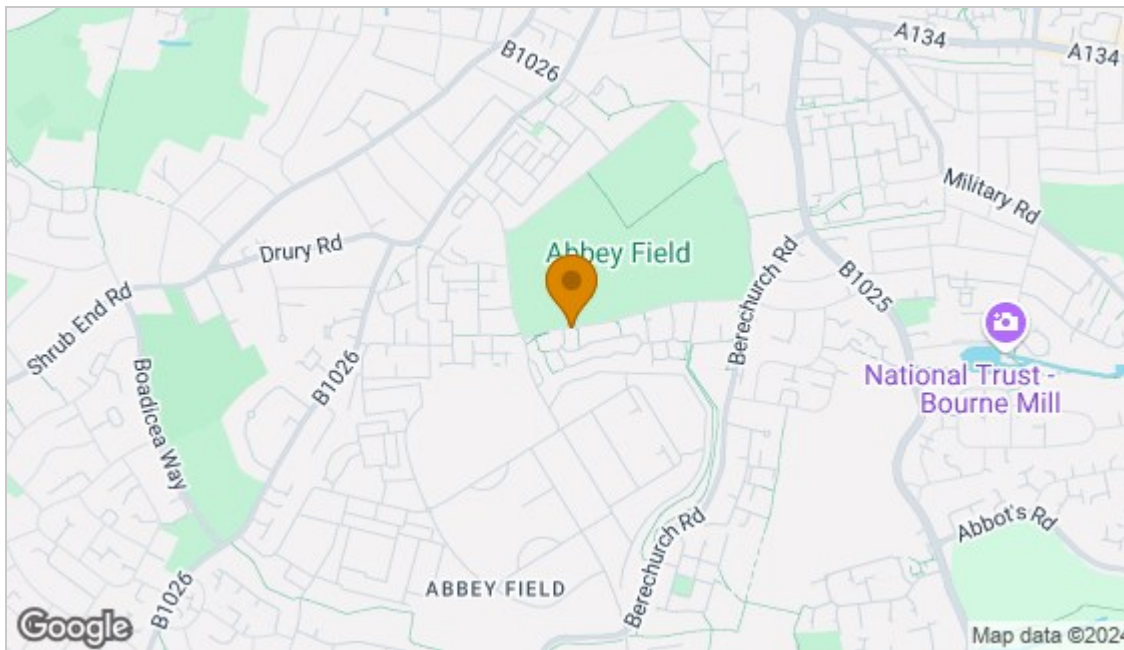 A134
A134
B1026
Military Rd
Drury Rd
Abbey Field
Berechurch Rd
B1025
Shrub End Rd
B1026
National Trust -
Bourne Mill
Boadicea Way
Abbot's Rd
Berechurch Rd
ABBEY FIELD
B1026
Google
Map data ©2024